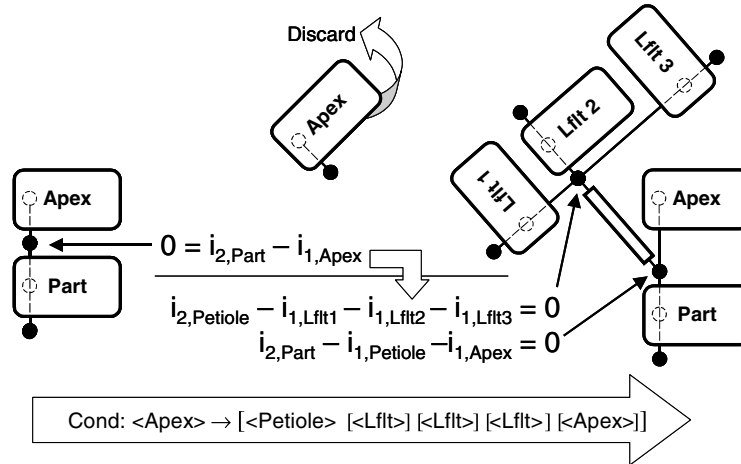 Discard
Apex
Lflt 3
Lflt 2
Lflt 1
Apex
Apex
0 = i₂,Part − i₁,Apex
Part
i₂,Petiole − i₁,Lflt1 − i₁,Lflt2 − i₁,Lflt3 = 0
Part
i₂,Part − i₁,Petiole −i₁,Apex = 0
Cond: <Apex> → [<Petiole> [<Lflt>] [<Lflt>] [<Lflt>] [<Apex>]]